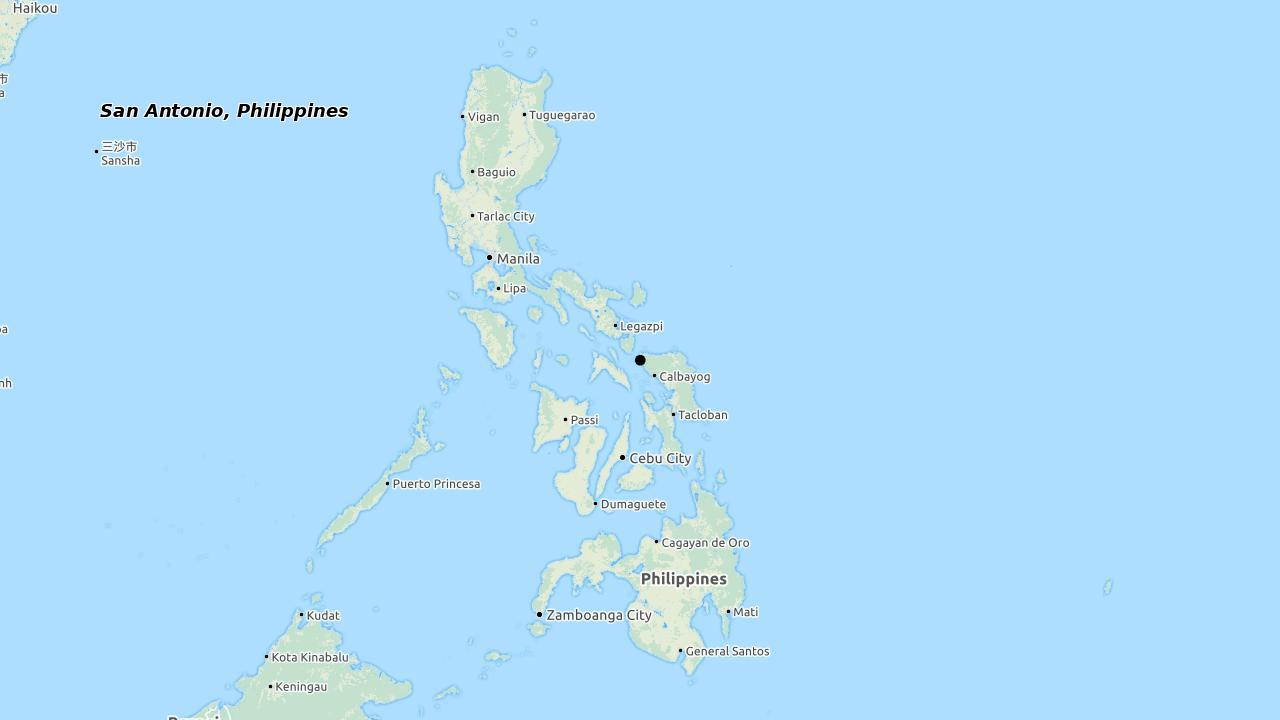 Haikou
市
San Antonio, Philippines
Vigan
Tuguegarao
三沙市
Sansha
Baguio
Tarlac City
Manila
Lipa
Legazpi
Calbayog
Tacloban
Passi
Cebu City
Puerto Princesa
Dumaguete
Cagayan de Oro
Philippines
Mati
Zamboanga City
Kudat
General Santos
Kota Kinabalu
Keningau